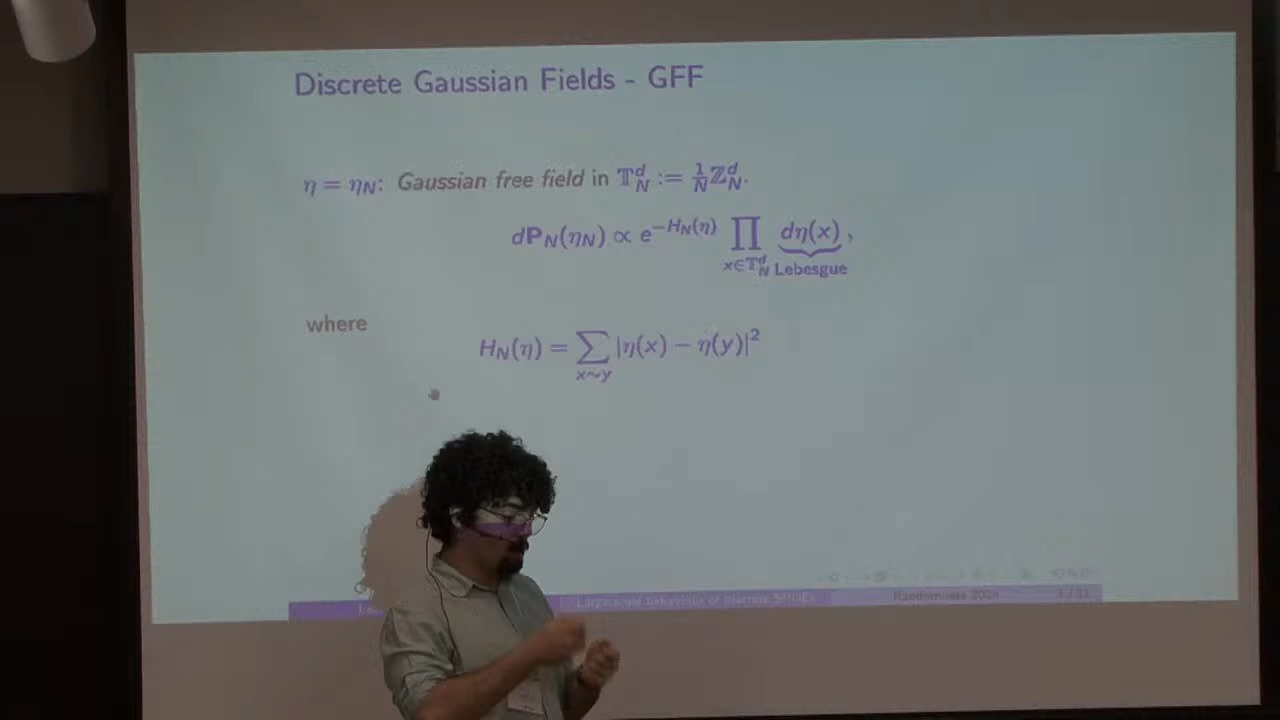 Discrete Gaussian Fields - GFF
η = η_N: Gaussian free field in 𝕋_N^d := 1/N ℤ_N^d.
d𝐏_N(η_N) ∝ e^{-H_N(η)} ∏_{x∈𝕋_N^d} dη(x),
Lebesgue
where
H_N(η) = ∑_{x∼y} |η(x) − η(y)|²
Large-scale behaviour of discrete SPDEs Randomness 2024